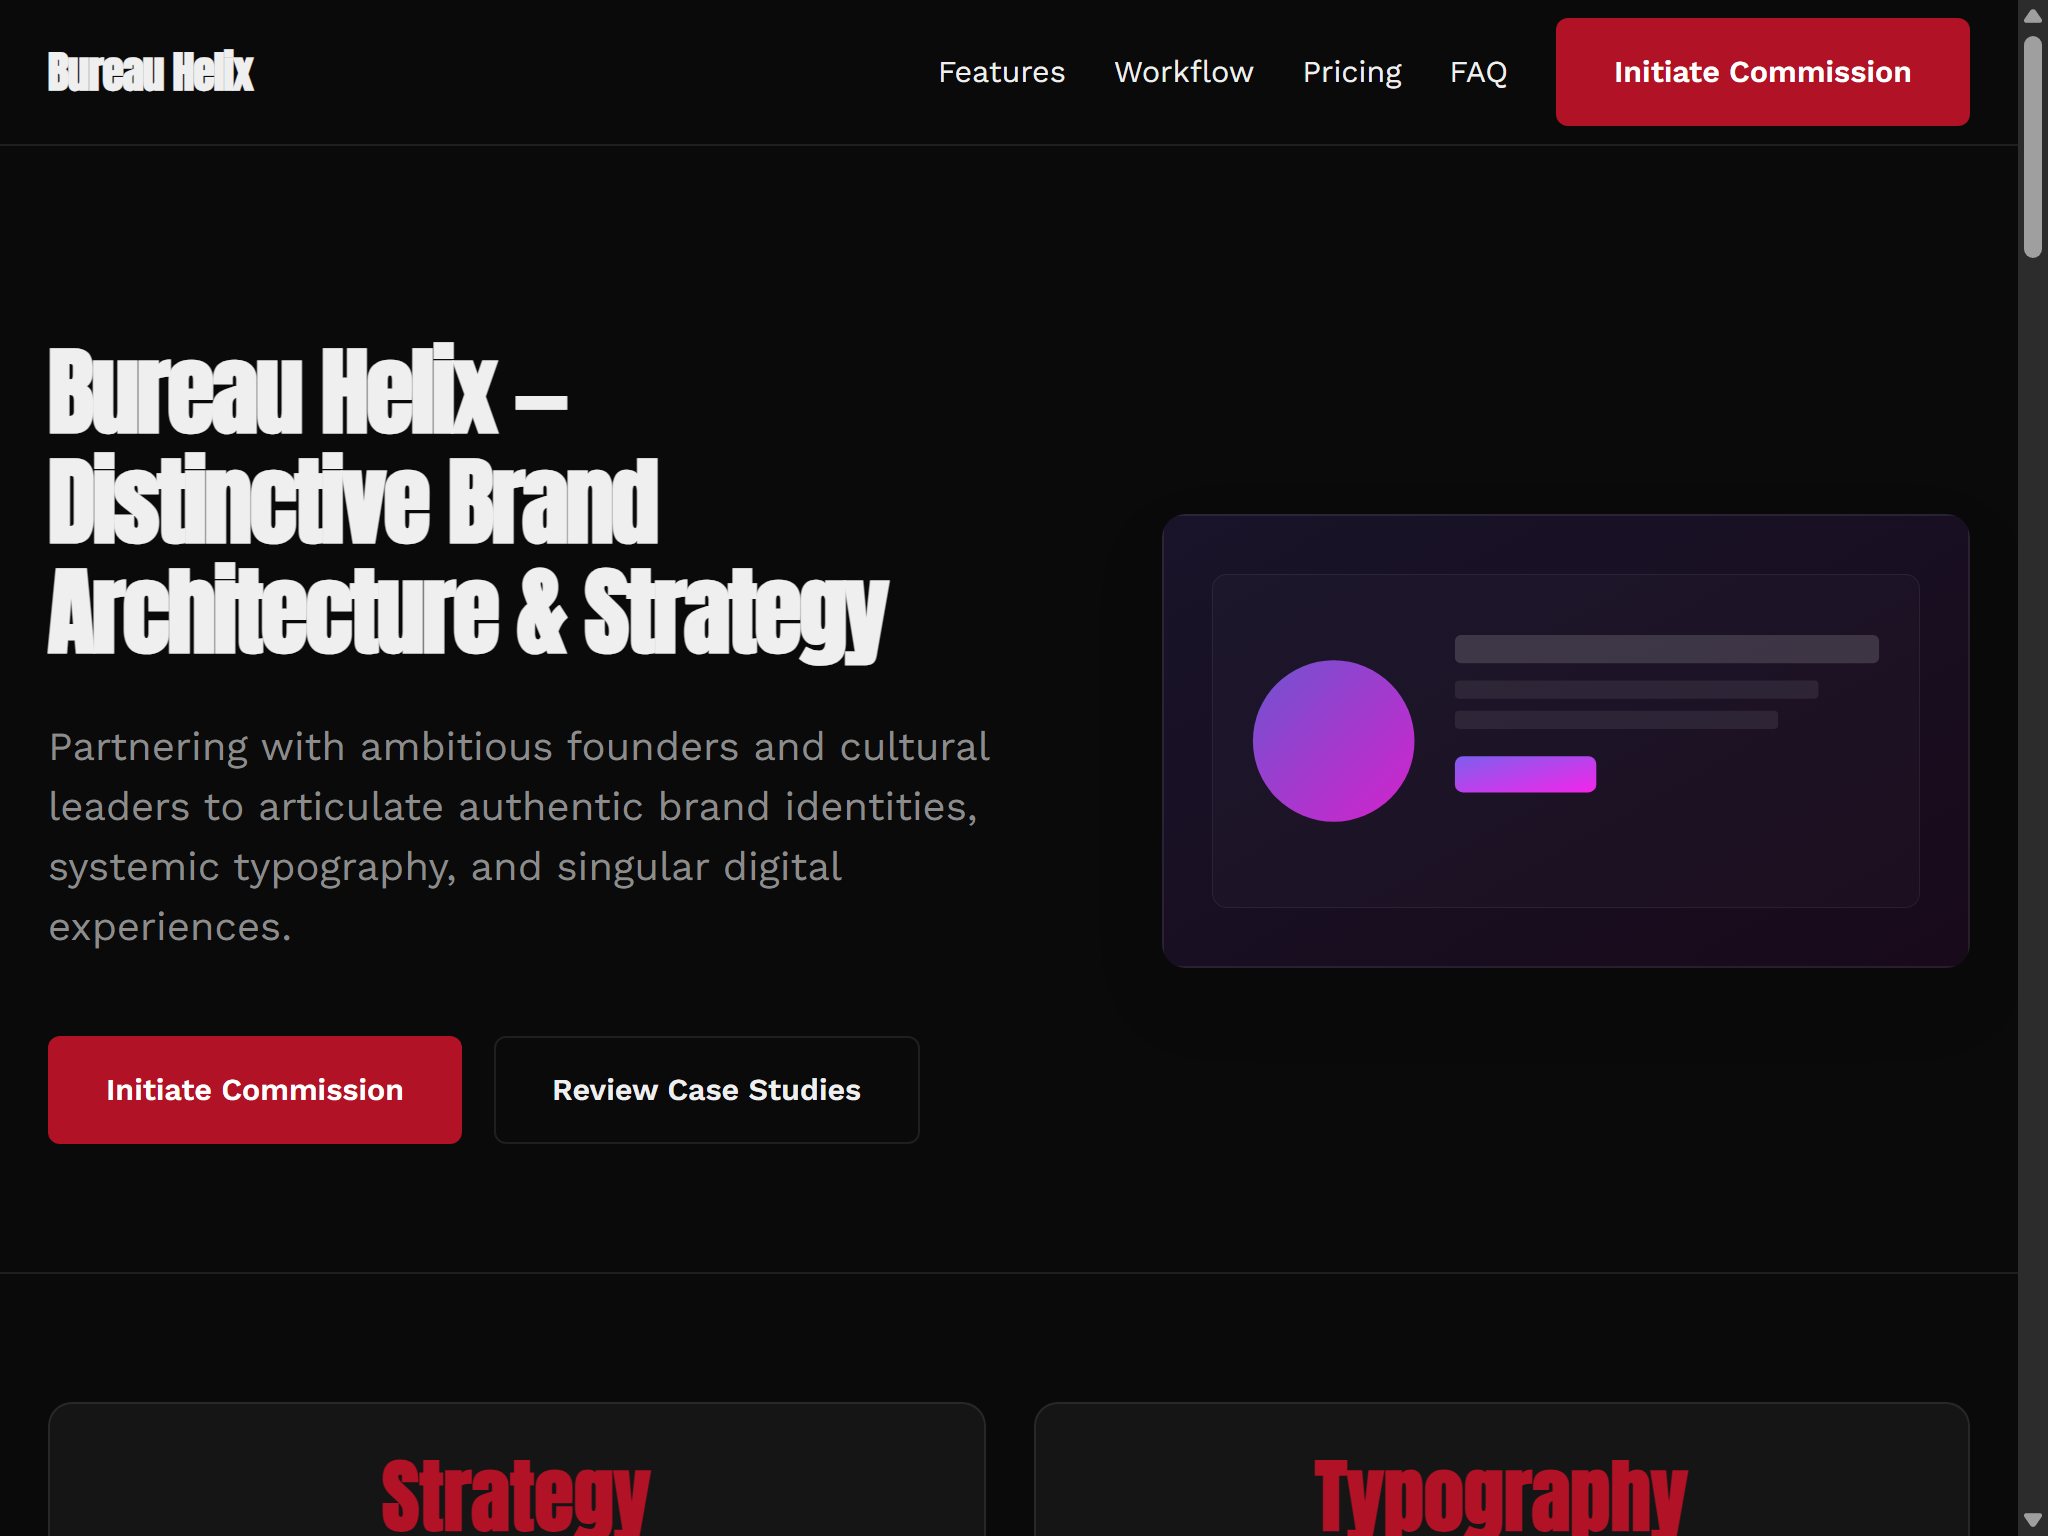 Bureau Helix
Features
Workflow
Pricing
FAQ
Initiate Commission
Bureau Helix –
Distinctive Brand
Architecture & Strategy
Partnering with ambitious founders and cultural
leaders to articulate authentic brand identities,
systemic typography, and singular digital
experiences.
Initiate Commission
Review Case Studies
Strategy
Typography